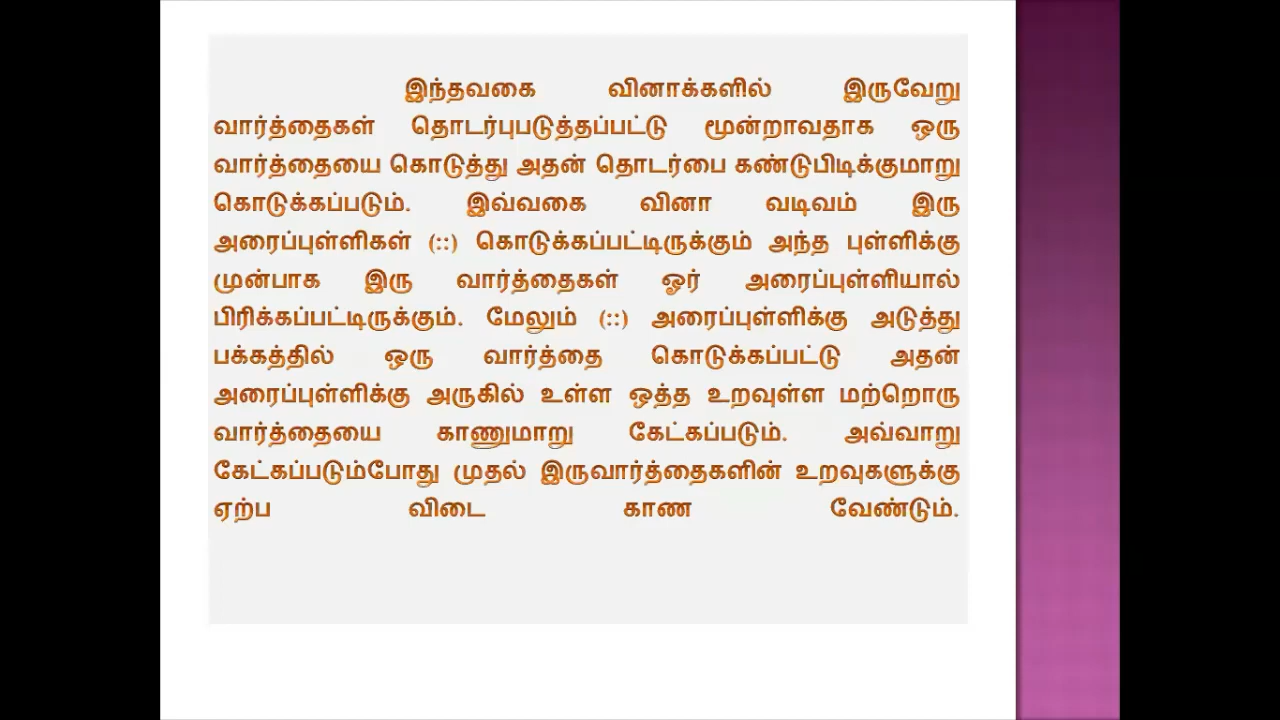 இந்தவகை வினாக்களில் இருவேறு
வார்த்தைகள் தொடர்புபடுத்தப்பட்டு மூன்றாவதாக ஒரு
வார்த்தையை கொடுத்து அதன் தொடர்பை கண்டுபிடிக்குமாறு
கொடுக்கப்படும். இவ்வகை வினா வடிவம் இரு
அரைப்புள்ளிகள் (::) கொடுக்கப்பட்டிருக்கும் அந்த புள்ளிக்கு
முன்பாக இரு வார்த்தைகள் ஓர் அரைப்புள்ளியால்
பிரிக்கப்பட்டிருக்கும். மேலும் (::) அரைப்புள்ளிக்கு அடுத்து
பக்கத்தில் ஒரு வார்த்தை கொடுக்கப்பட்டு அதன்
அரைப்புள்ளிக்கு அருகில் உள்ள ஒத்த உறவுள்ள மற்றொரு
வார்த்தையை காணுமாறு கேட்கப்படும். அவ்வாறு
கேட்கப்படும்போது முதல் இருவார்த்தைகளின் உறவுகளுக்கு
ஏற்ப விடை காண வேண்டும்.